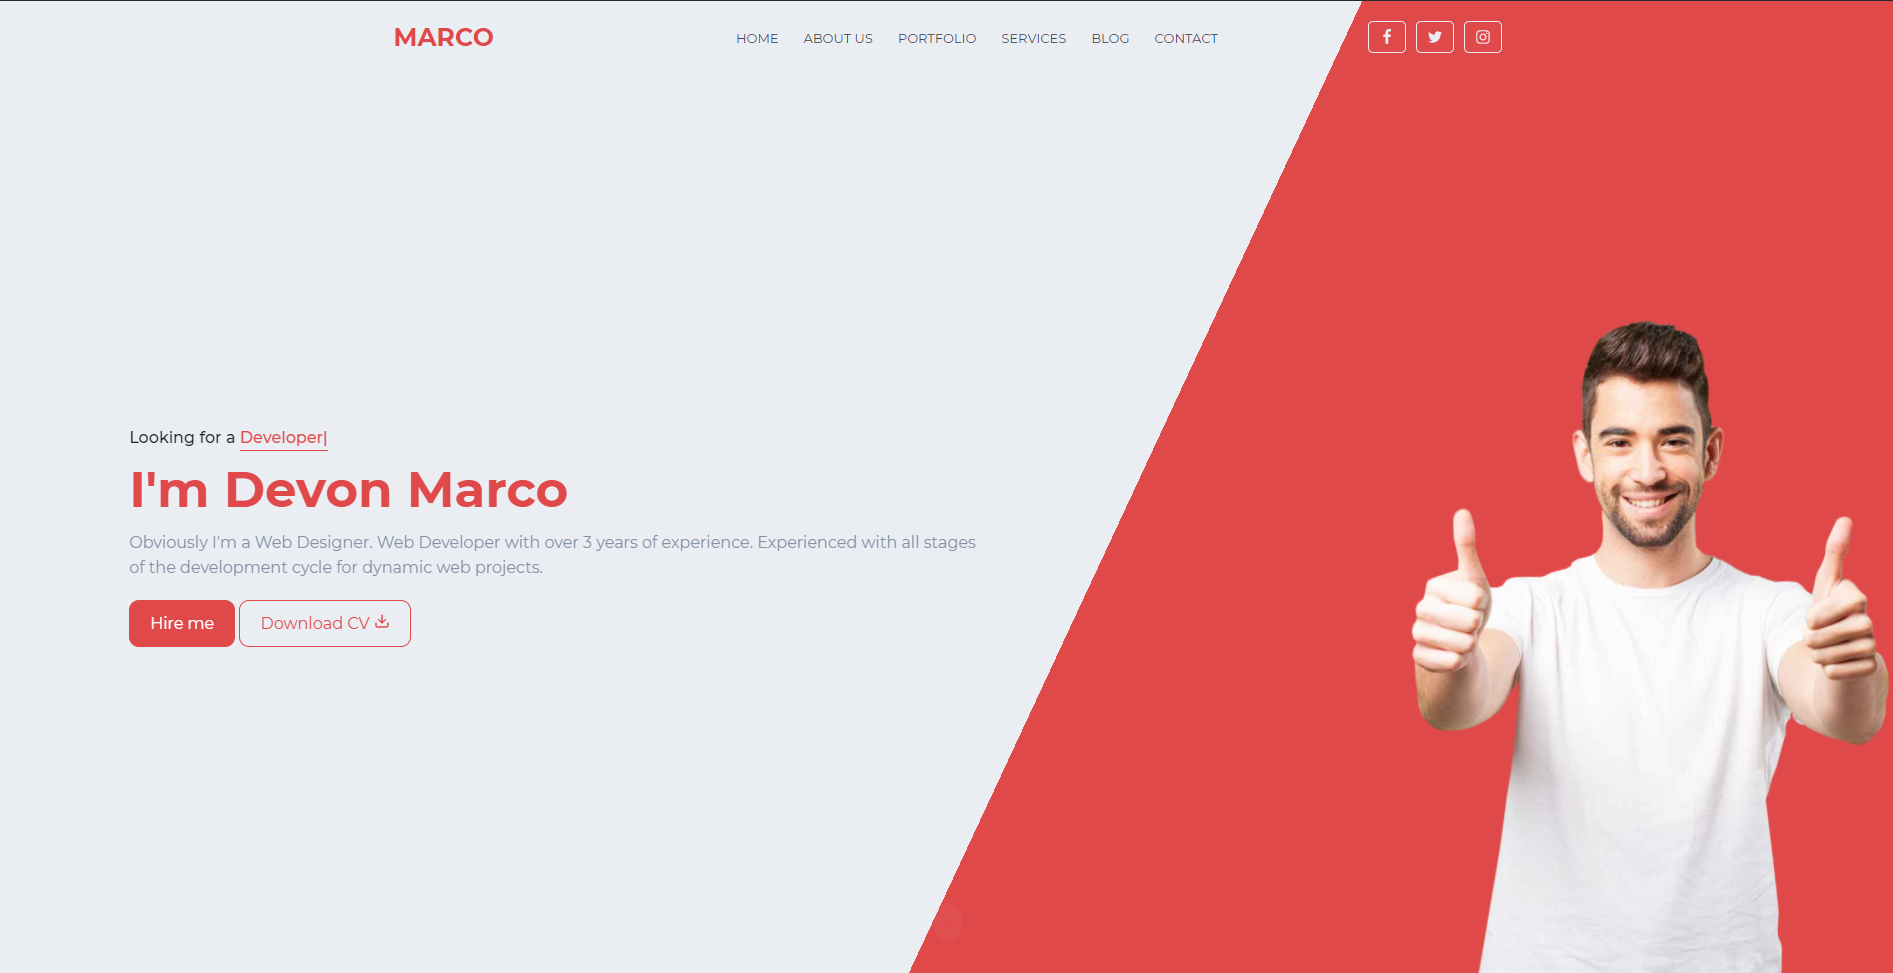 MARCO
HOME ABOUT US PORTFOLIO SERVICES BLOG CONTACT
Looking for a Developer|
I'm Devon Marco
Obviously I'm a Web Designer. Web Developer with over 3 years of experience. Experienced with all stages
of the development cycle for dynamic web projects.
Hire me Download CV